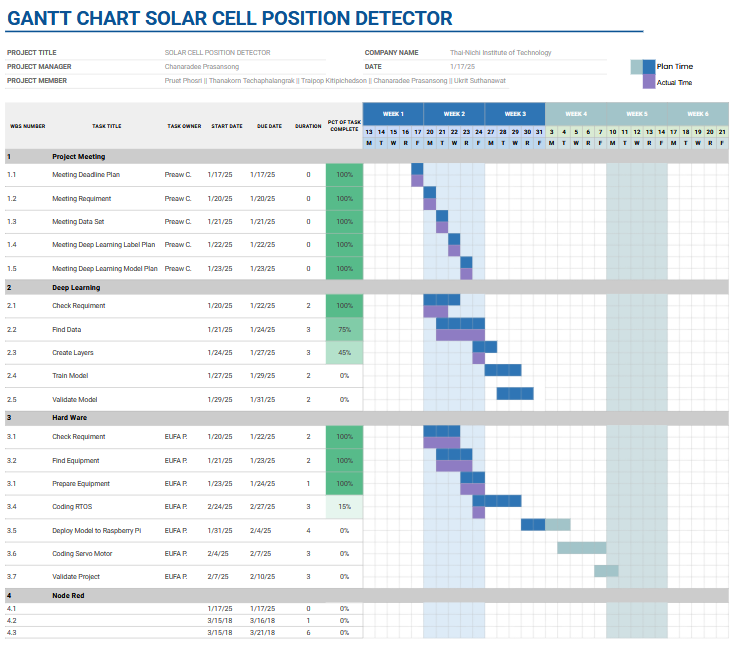 GANTT CHART SOLAR CELL POSITION DETECTOR
PROJECT TITLE SOLAR CELL POSITION DETECTOR COMPANY NAME Thai-Nichi Institute of Technology
PROJECT MANAGER Chanaradee Prasansong DATE 1/17/25
PROJECT MEMBER Pruet Phosri || Thanakorn Techaphalangrak || Traipop Kitipichedson || Chanaradee Prasansong || Ukrit Suthanawat
Plan Time
Actual Time
WBS NUMBER TASK TITLE TASK OWNER START DATE DUE DATE DURATION PCT OF TASK COMPLETE
WEEK 1 WEEK 2 WEEK 3 WEEK 4 WEEK 5 WEEK 6
13 14 15 16 17 20 21 22 23 24 27 28 29 30 31 3 4 5 6 7 10 11 12 13 14 17 18 19 20 21
M T W R F M T W R F M T W R F M T W R F M T W R F M T W R F
1 Project Meeting
1.1 Meeting Deadline Plan Preaw C. 1/17/25 1/17/25 0 100%
1.2 Meeting Requiment Preaw C. 1/20/25 1/20/25 0 100%
1.3 Meeting Data Set Preaw C. 1/21/25 1/21/25 0 100%
1.4 Meeting Deep Learning Label Plan Preaw C. 1/22/25 1/22/25 0 100%
1.5 Meeting Deep Learning Model Plan Preaw C. 1/23/25 1/23/25 0 100%
2 Deep Learning
2.1 Check Requiment 1/20/25 1/22/25 2 100%
2.2 Find Data 1/21/25 1/24/25 3 75%
2.3 Create Layers 1/24/25 1/27/25 3 45%
2.4 Train Model 1/27/25 1/29/25 2 0%
2.5 Validate Model 1/29/25 1/31/25 2 0%
3 Hard Ware
3.1 Check Requiment EUFA P. 1/20/25 1/22/25 2 100%
3.2 Find Equipment EUFA P. 1/21/25 1/23/25 2 100%
3.1 Prepare Equipment EUFA P. 1/23/25 1/24/25 1 100%
3.4 Coding RTOS EUFA P. 2/24/25 2/27/25 3 15%
3.5 Deploy Model to Raspberry Pi EUFA P. 1/31/25 2/4/25 4 0%
3.6 Coding Servo Motor EUFA P. 2/4/25 2/7/25 3 0%
3.7 Validate Project EUFA P. 2/7/25 2/10/25 3 0%
4 Node Red
4.1 1/17/25 1/17/25 0 0%
4.2 3/15/18 3/16/18 1 0%
4.3 3/15/18 3/21/18 6 0%